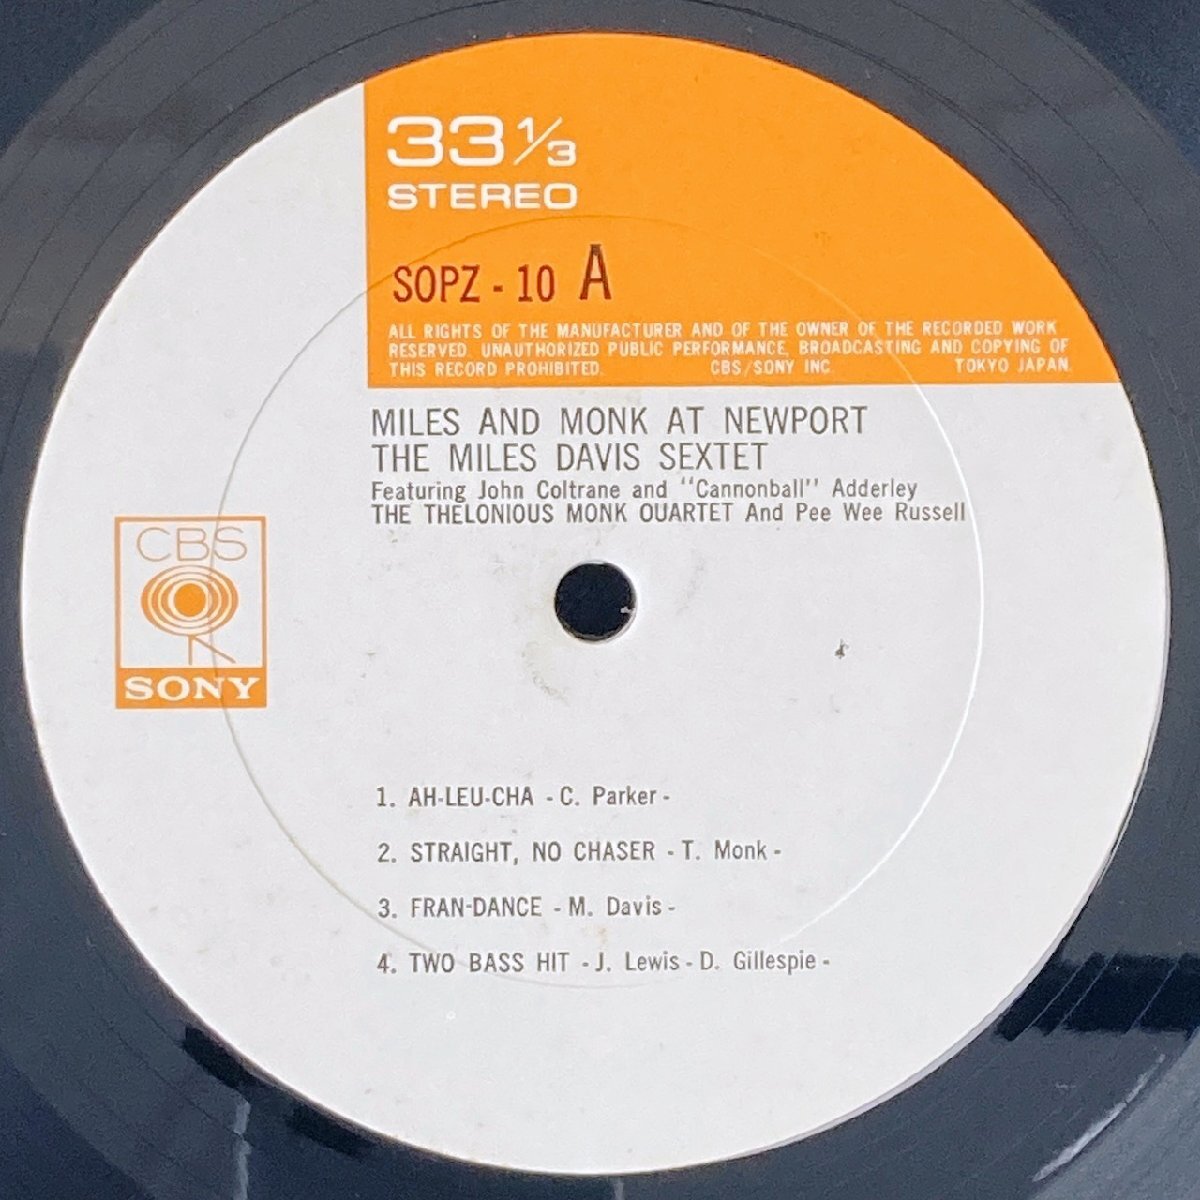 33 1/3
STEREO
SOPZ - 10 A
ALL RIGHTS OF THE MANUFACTURER AND OF THE OWNER OF THE RECORDED WORK
RESERVED. UNAUTHORIZED PUBLIC PERFORMANCE, BROADCASTING AND COPYING OF
THIS RECORD PROHIBITED. CBS/SONY INC. TOKYO JAPAN.
MILES AND MONK AT NEWPORT
THE MILES DAVIS SEXTET
Featuring John Coltrane and "Cannonball" Adderley
THE THELONIOUS MONK OUARTET And Pee Wee Russell
CBS
SONY
1. AH-LEU-CHA - C. Parker -
2. STRAIGHT, NO CHASER - T. Monk -
3. FRAN-DANCE - M. Davis -
4. TWO BASS HIT - J. Lewis - D. Gillespie -